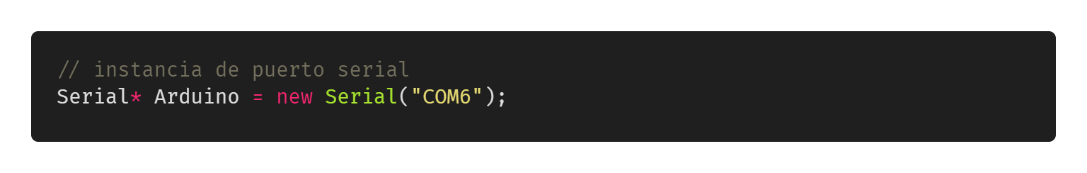 // instancia de puerto serial
Serial* Arduino = new Serial("COM6");